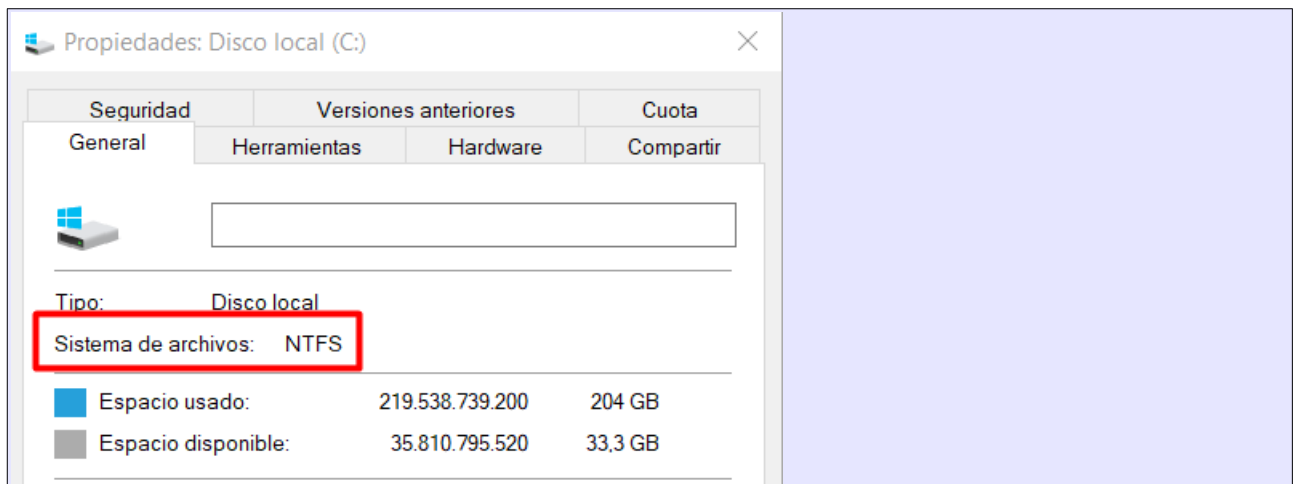 Propiedades: Disco local (C:)
Seguridad Versiones anteriores Cuota
General Herramientas Hardware Compartir
Tipo: Disco local
Sistema de archivos: NTFS
Espacio usado: 219.538.739.200 204 GB
Espacio disponible: 35.810.795.520 33,3 GB